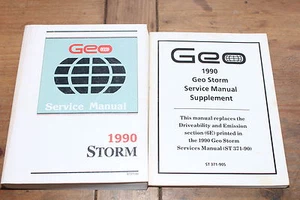 Geo
Service Manual
1990
STORM
Geo
1990
Geo Storm
Service Manual
Supplement
This manual replaces the
Driveability and Emission
section (6E) printed in
the 1990 Geo Storm
Services Manual (ST 371-90)
ST 371-90S